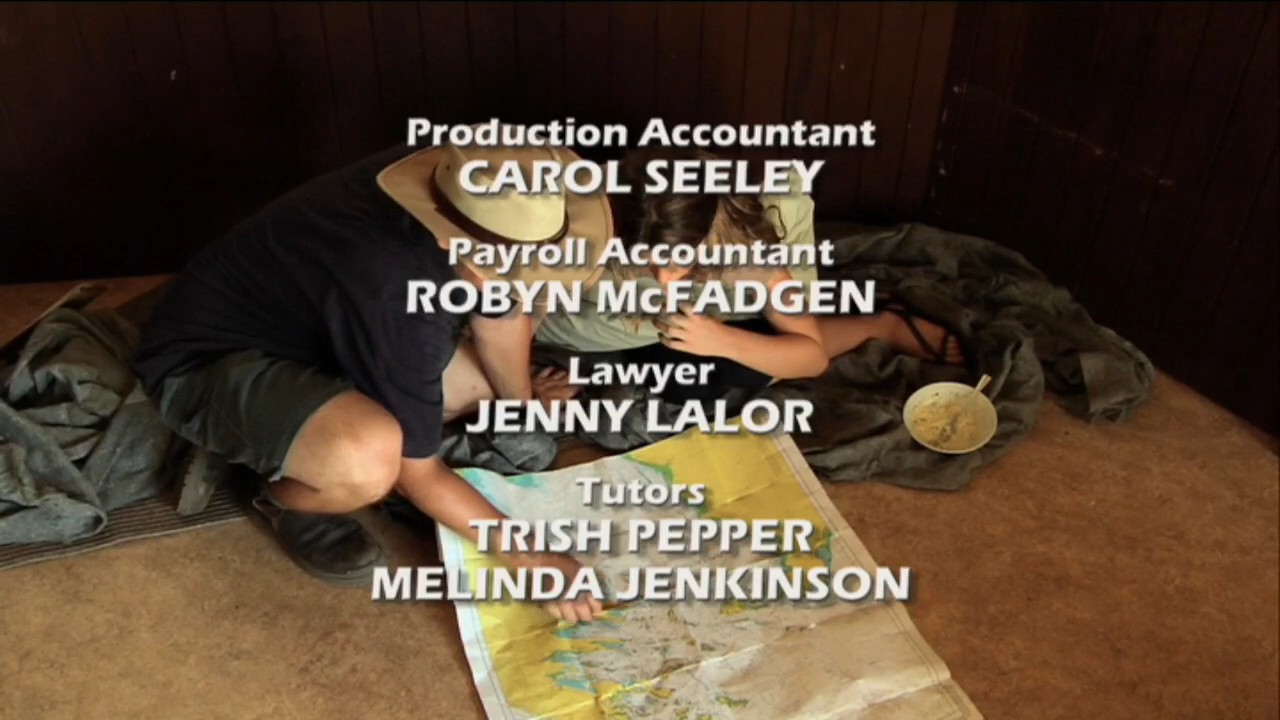 Production Accountant
CAROL SEELEY
Payroll Accountant
ROBYN McFADGEN
Lawyer
JENNY LALOR
Tutors
TRISH PEPPER
MELINDA JENKINSON